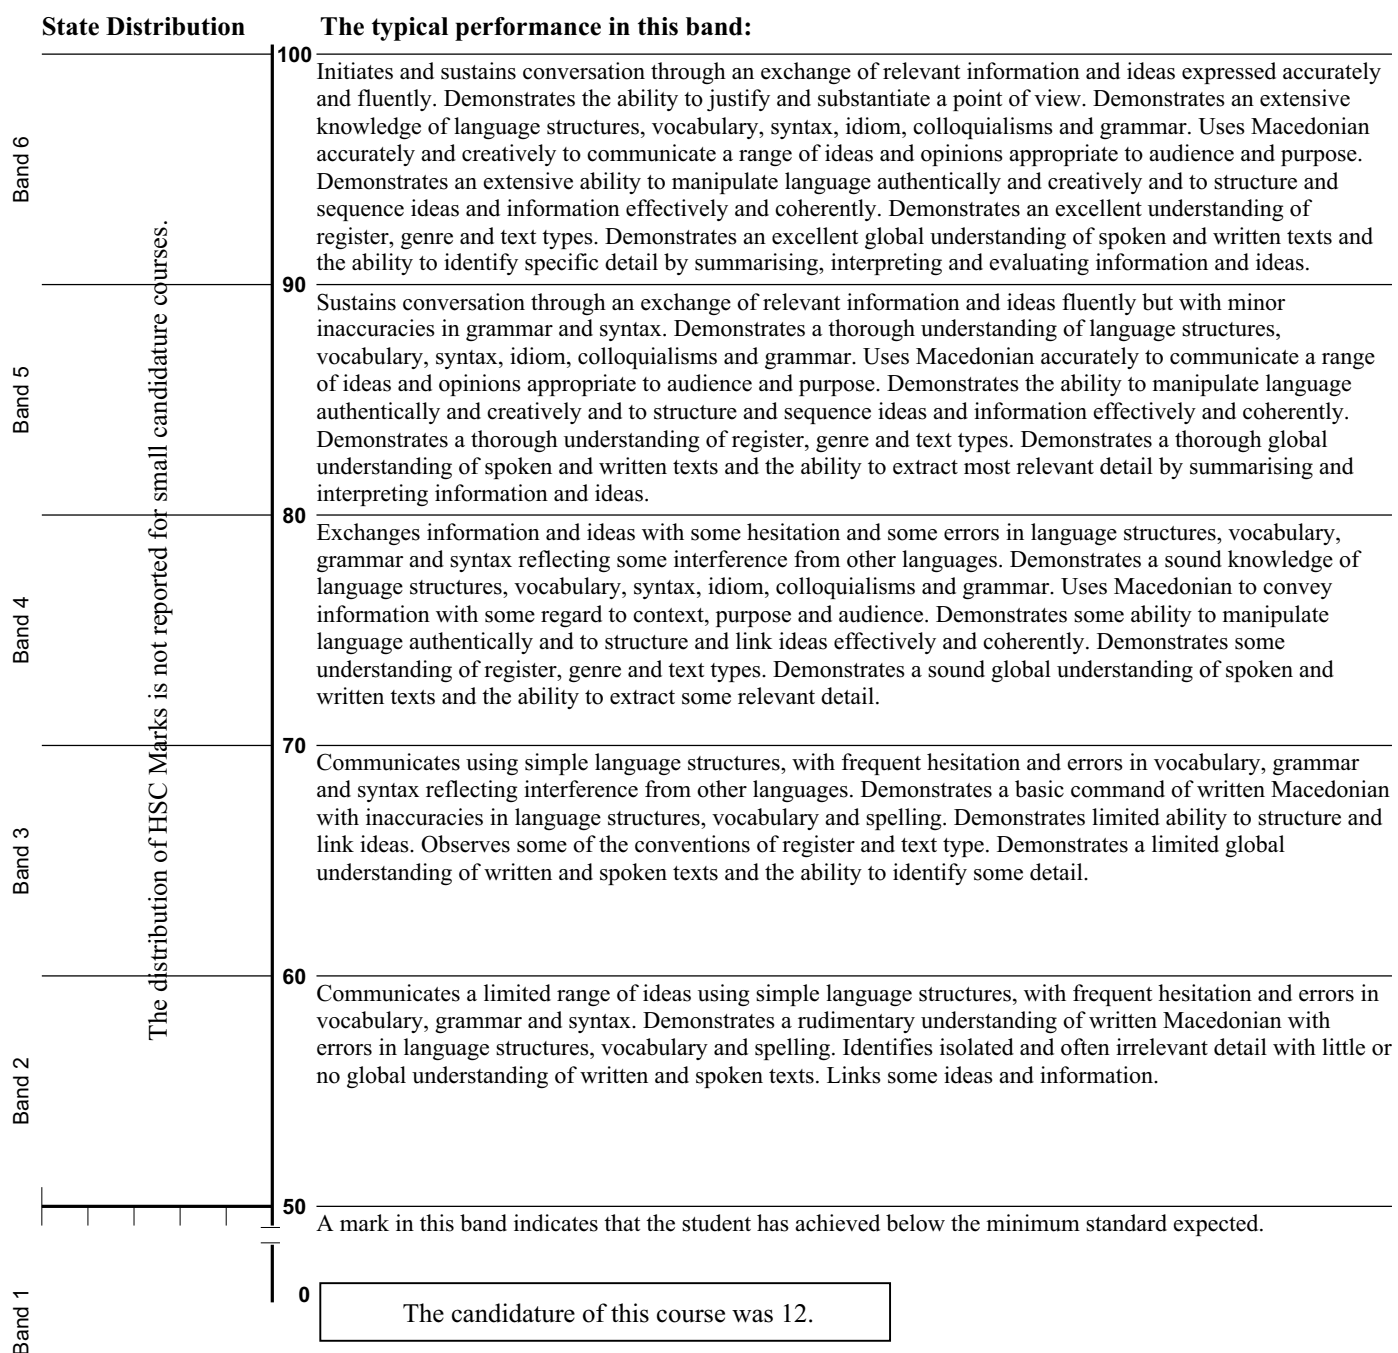 State Distribution
The typical performance in this band:
100
Band 6
Initiates and sustains conversation through an exchange of relevant information and ideas expressed accurately
and fluently. Demonstrates the ability to justify and substantiate a point of view. Demonstrates an extensive
knowledge of language structures, vocabulary, syntax, idiom, colloquialisms and grammar. Uses Macedonian
accurately and creatively to communicate a range of ideas and opinions appropriate to audience and purpose.
Demonstrates an extensive ability to manipulate language authentically and creatively and to structure and
sequence ideas and information effectively and coherently. Demonstrates an excellent understanding of
register, genre and text types. Demonstrates an excellent global understanding of spoken and written texts and
the ability to identify specific detail by summarising, interpreting and evaluating information and ideas.
The distribution of HSC Marks is not reported for small candidature courses.
90
Band 5
Sustains conversation through an exchange of relevant information and ideas fluently but with minor
inaccuracies in grammar and syntax. Demonstrates a thorough understanding of language structures,
vocabulary, syntax, idiom, colloquialisms and grammar. Uses Macedonian accurately to communicate a range
of ideas and opinions appropriate to audience and purpose. Demonstrates the ability to manipulate language
authentically and creatively and to structure and sequence ideas and information effectively and coherently.
Demonstrates a thorough understanding of register, genre and text types. Demonstrates a thorough global
understanding of spoken and written texts and the ability to extract most relevant detail by summarising and
interpreting information and ideas.
80
Band 4
Exchanges information and ideas with some hesitation and some errors in language structures, vocabulary,
grammar and syntax reflecting some interference from other languages. Demonstrates a sound knowledge of
language structures, vocabulary, syntax, idiom, colloquialisms and grammar. Uses Macedonian to convey
information with some regard to context, purpose and audience. Demonstrates some ability to manipulate
language authentically and to structure and link ideas effectively and coherently. Demonstrates some
understanding of register, genre and text types. Demonstrates a sound global understanding of spoken and
written texts and the ability to extract some relevant detail.
70
Band 3
Communicates using simple language structures, with frequent hesitation and errors in vocabulary, grammar
and syntax reflecting interference from other languages. Demonstrates a basic command of written Macedonian
with inaccuracies in language structures, vocabulary and spelling. Demonstrates limited ability to structure and
link ideas. Observes some of the conventions of register and text type. Demonstrates a limited global
understanding of written and spoken texts and the ability to identify some detail.
60
Band 2
Communicates a limited range of ideas using simple language structures, with frequent hesitation and errors in
vocabulary, grammar and syntax. Demonstrates a rudimentary understanding of written Macedonian with
errors in language structures, vocabulary and spelling. Identifies isolated and often irrelevant detail with little or
no global understanding of written and spoken texts. Links some ideas and information.
50
A mark in this band indicates that the student has achieved below the minimum standard expected.
0
Band 1
The candidature of this course was 12.